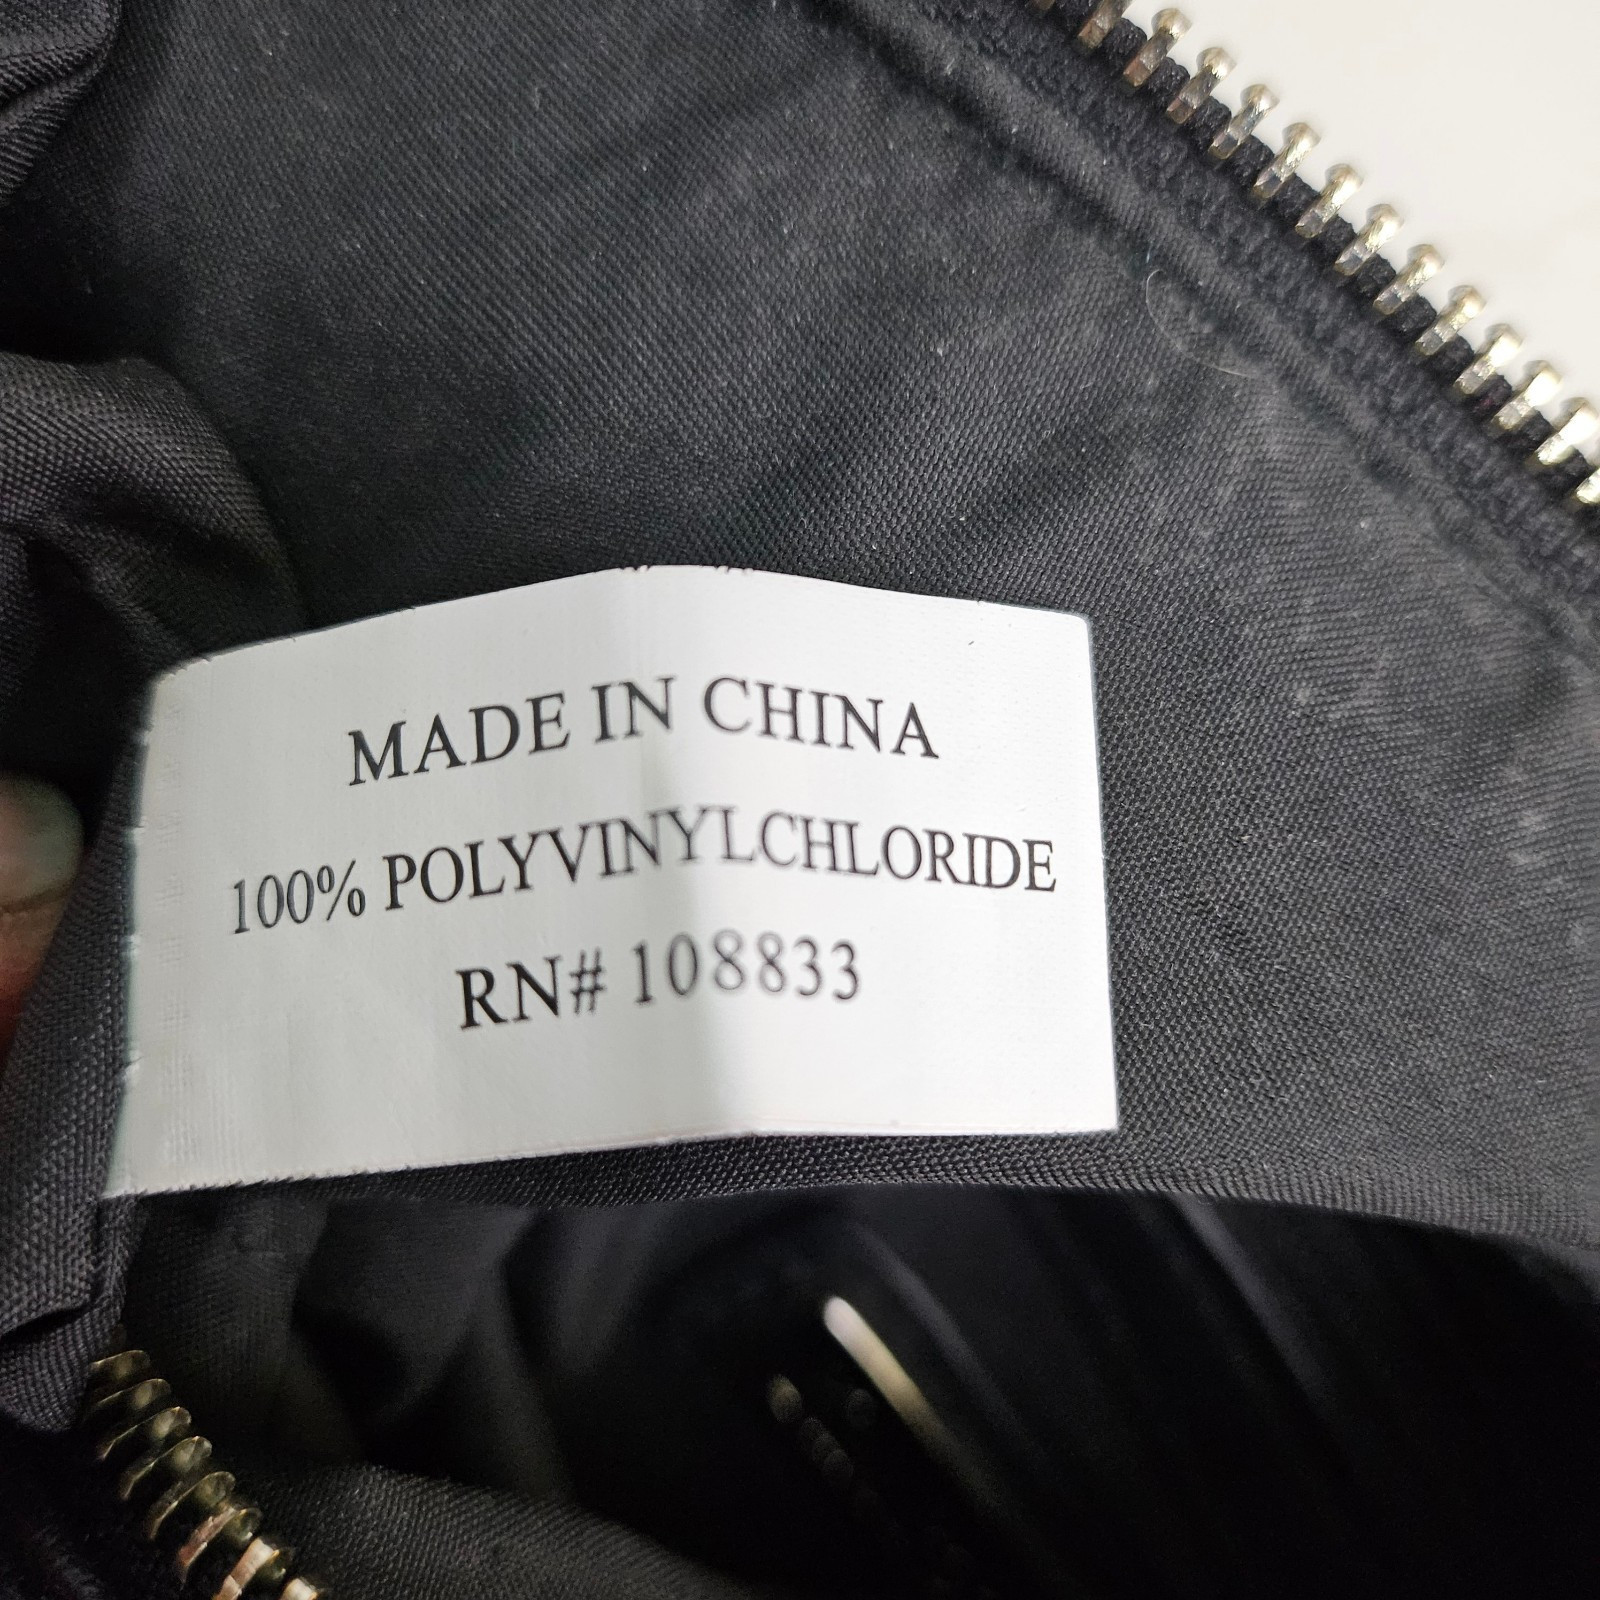 MADE IN CHINA
100% POLYVINYLCHLORIDE
RN# 108833